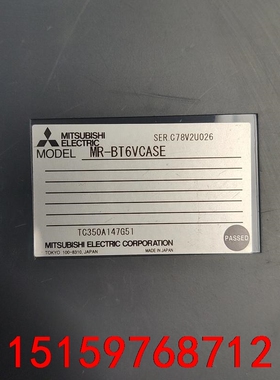 MITSUBISHI
ELECTRIC
SER.C78V2U026
MODEL MR-BT6VCASE
TC350A147G51
MITSUBISHI ELECTRIC CORPORATION
TOKYO 100-8310, JAPAN MADE IN JAPAN
PASSED
15159768712